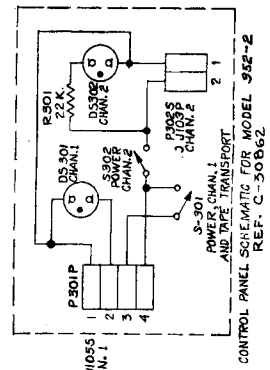 R301
22 K.
DS302
CHAN.2
DS301
CHAN.1
S302
POWER
CHAN.2
P302S
J103P
CHAN.2
2 1
P301P
1
2
3
4
S-301
POWER, CHAN. 1
AND TAPE TRANSPORT
CONTROL PANEL SCHEMATIC FOR MODEL 952-2
REF. C-30862